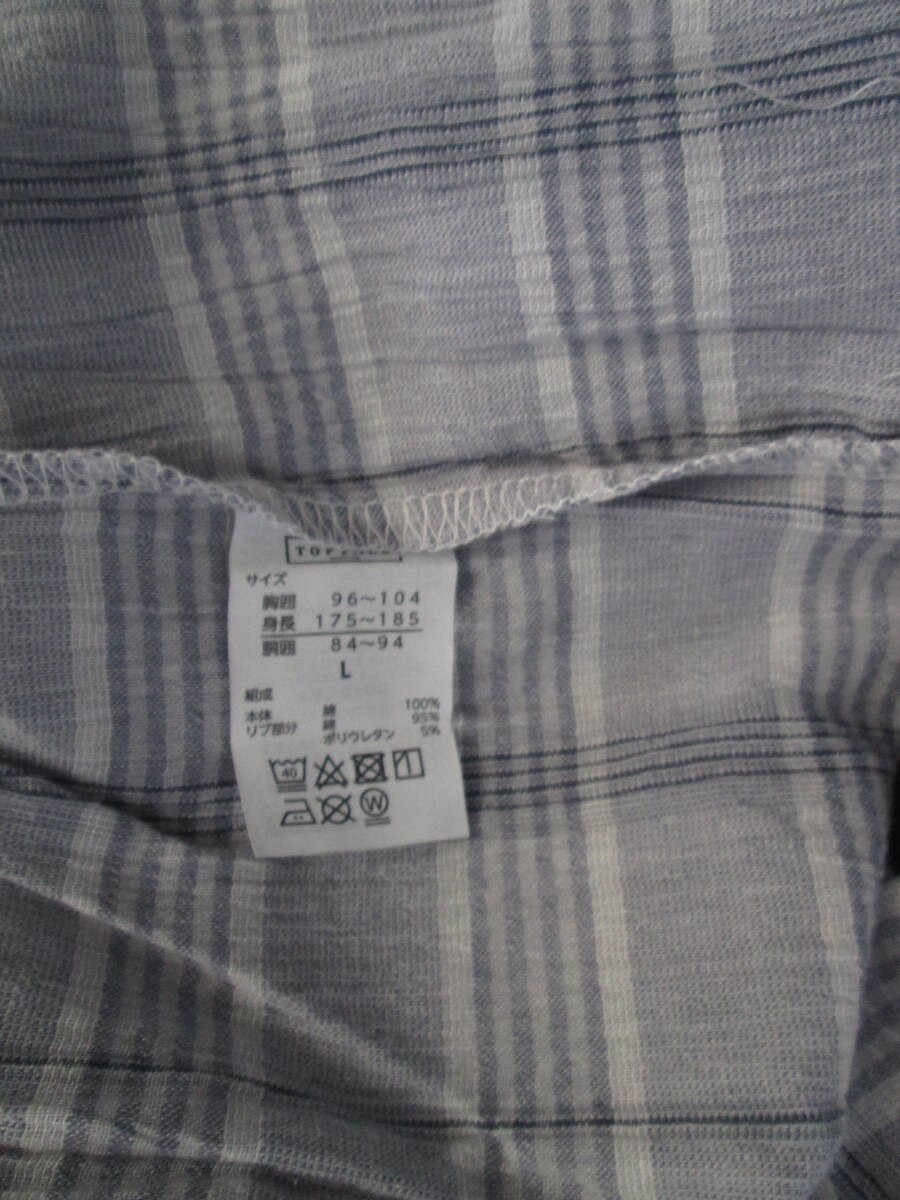 サイズ
胸囲 96～104
身長 175～185
胴囲 84～94
L
組成
本体 綿 100%
リブ部分 綿 95%
ポリウレタン 5%
40
W